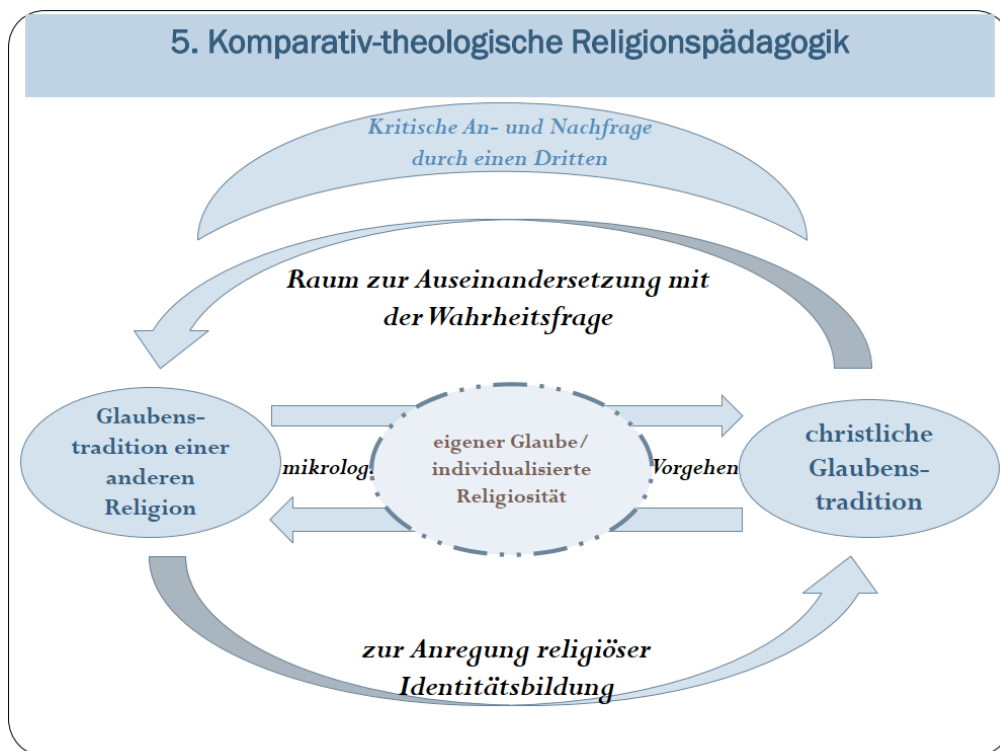 5. Komparativ-theologische Religionspädagogik
Kritische An- und Nachfrage
durch einen Dritten
Raum zur Auseinandersetzung mit
der Wahrheitsfrage
Glaubens-
tradition einer
anderen
Religion
mikrolog.
eigener Glaube/
individualisierte
Religiosität
Vorgehen
christliche
Glaubens-
tradition
zur Anregung religiöser
Identitätsbildung